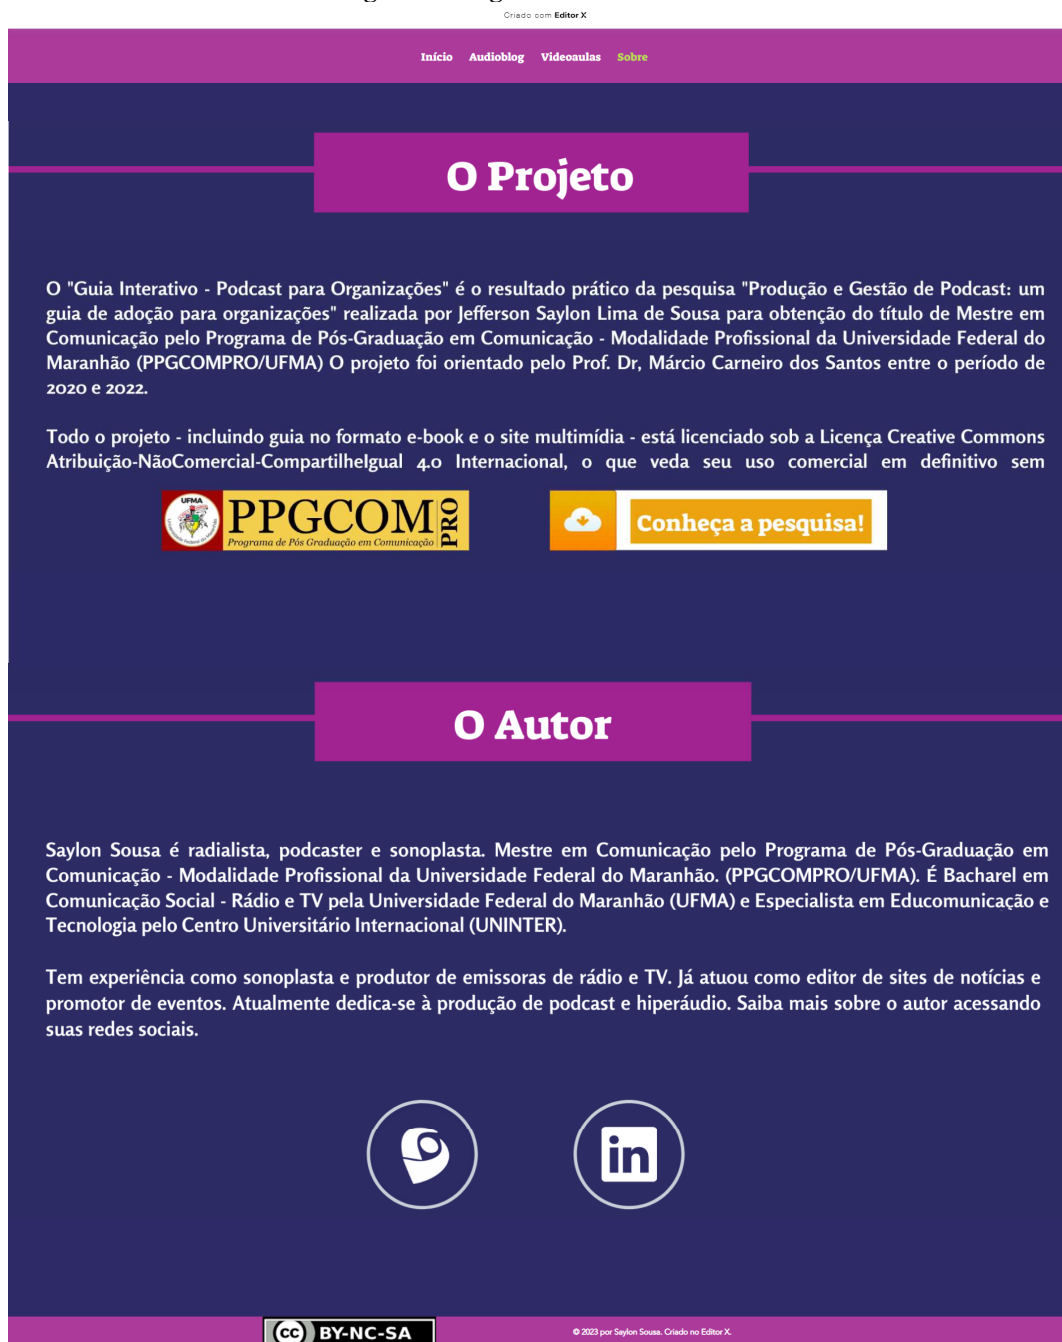 Criado com Editor X
Início Audioblog Videoaulas Sobre
O Projeto
O "Guia Interativo - Podcast para Organizações" é o resultado prático da pesquisa "Produção e Gestão de Podcast: um
guia de adoção para organizações" realizada por Jefferson Saylon Lima de Sousa para obtenção do título de Mestre em
Comunicação pelo Programa de Pós-Graduação em Comunicação - Modalidade Profissional da Universidade Federal do
Maranhão (PPGCOMPRO/UFMA) O projeto foi orientado pelo Prof. Dr, Márcio Carneiro dos Santos entre o período de
2020 e 2022.
Todo o projeto - incluindo guia no formato e-book e o site multimídia - está licenciado sob a Licença Creative Commons
Atribuição-NãoComercial-CompartilheIgual 4.0 Internacional, o que veda seu uso comercial em definitivo sem
UFMA
PPGCOM PRO
Programa de Pós Graduação em Comunicação
Conheça a pesquisa!
O Autor
Saylon Sousa é radialista, podcaster e sonoplasta. Mestre em Comunicação pelo Programa de Pós-Graduação em
Comunicação - Modalidade Profissional da Universidade Federal do Maranhão. (PPGCOMPRO/UFMA). É Bacharel em
Comunicação Social - Rádio e TV pela Universidade Federal do Maranhão (UFMA) e Especialista em Educomunicação e
Tecnologia pelo Centro Universitário Internacional (UNINTER).
Tem experiência como sonoplasta e produtor de emissoras de rádio e TV. Já atuou como editor de sites de notícias e
promotor de eventos. Atualmente dedica-se à produção de podcast e hiperáudio. Saiba mais sobre o autor acessando
suas redes sociais.
in
cc BY-NC-SA
© 2023 por Saylon Sousa. Criado no Editor X.